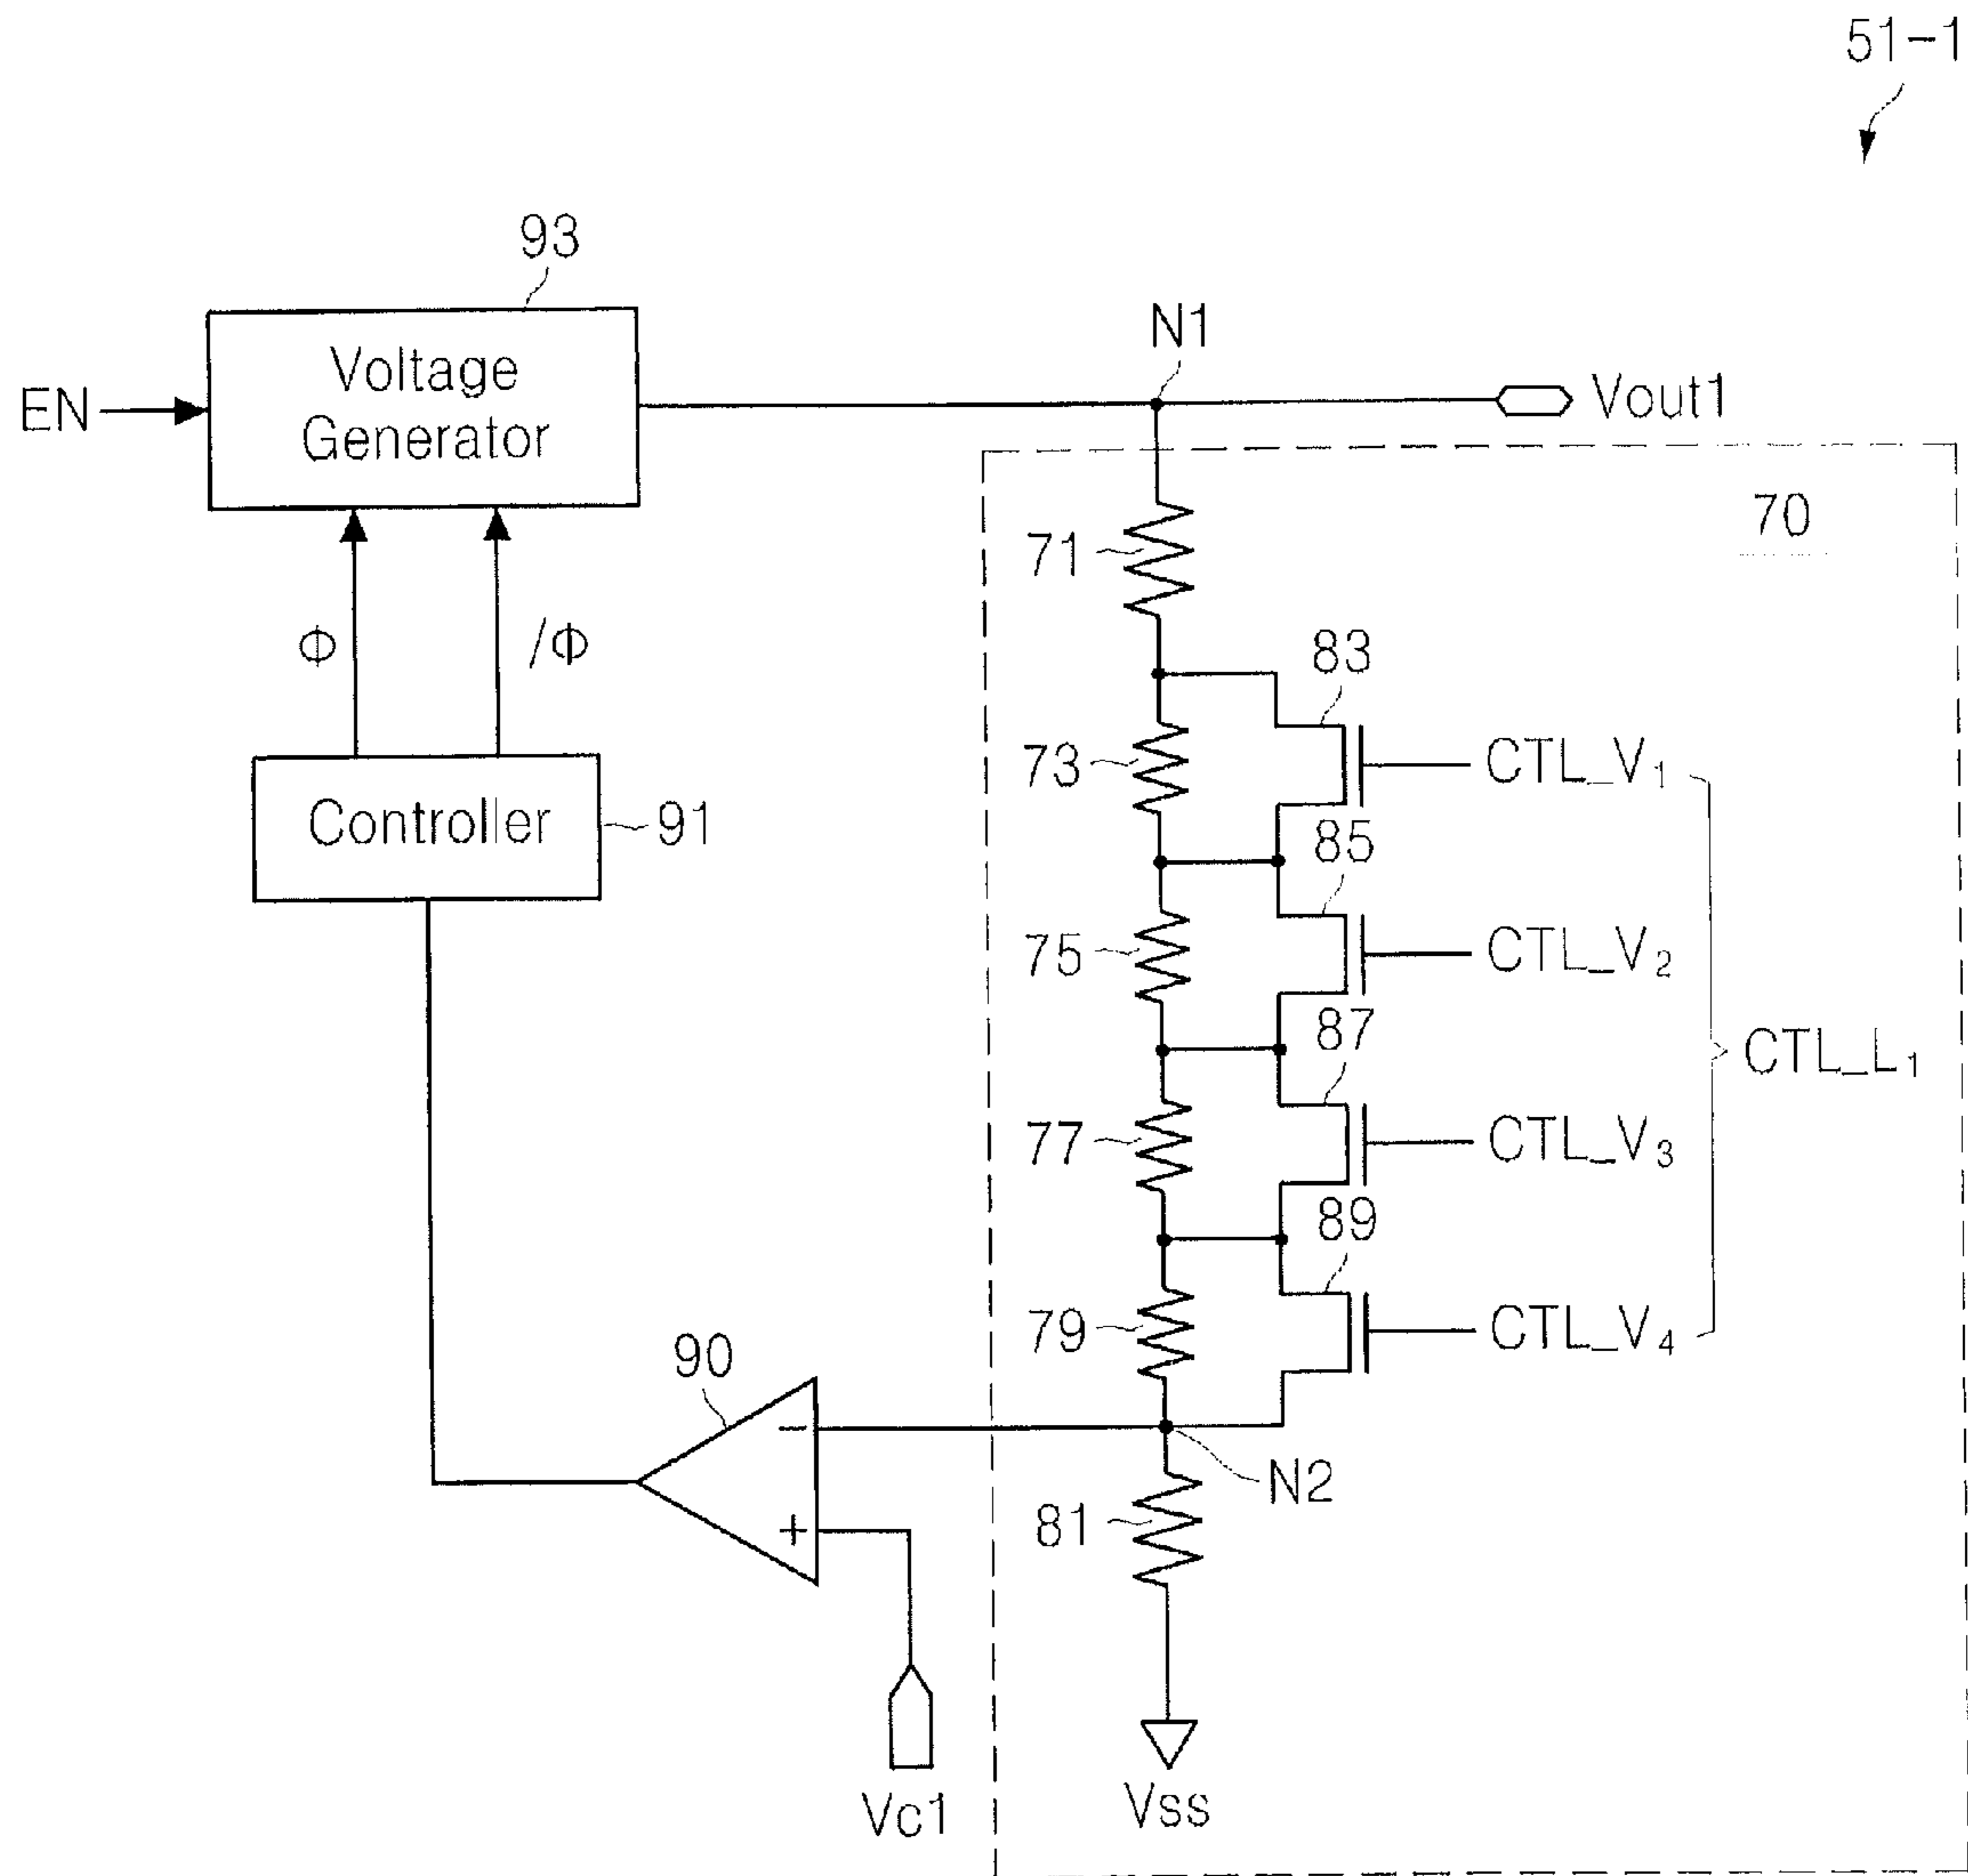 51-1
93
Voltage
Generator
EN
N1
Vout1
70
71
Φ
/Φ
83
73
CTL_V1
Controller
91
85
75
CTL_V2
87
CTL_L1
77
CTL_V3
89
79
CTL_V4
90
−
N2
81
+
Vc1
Vss